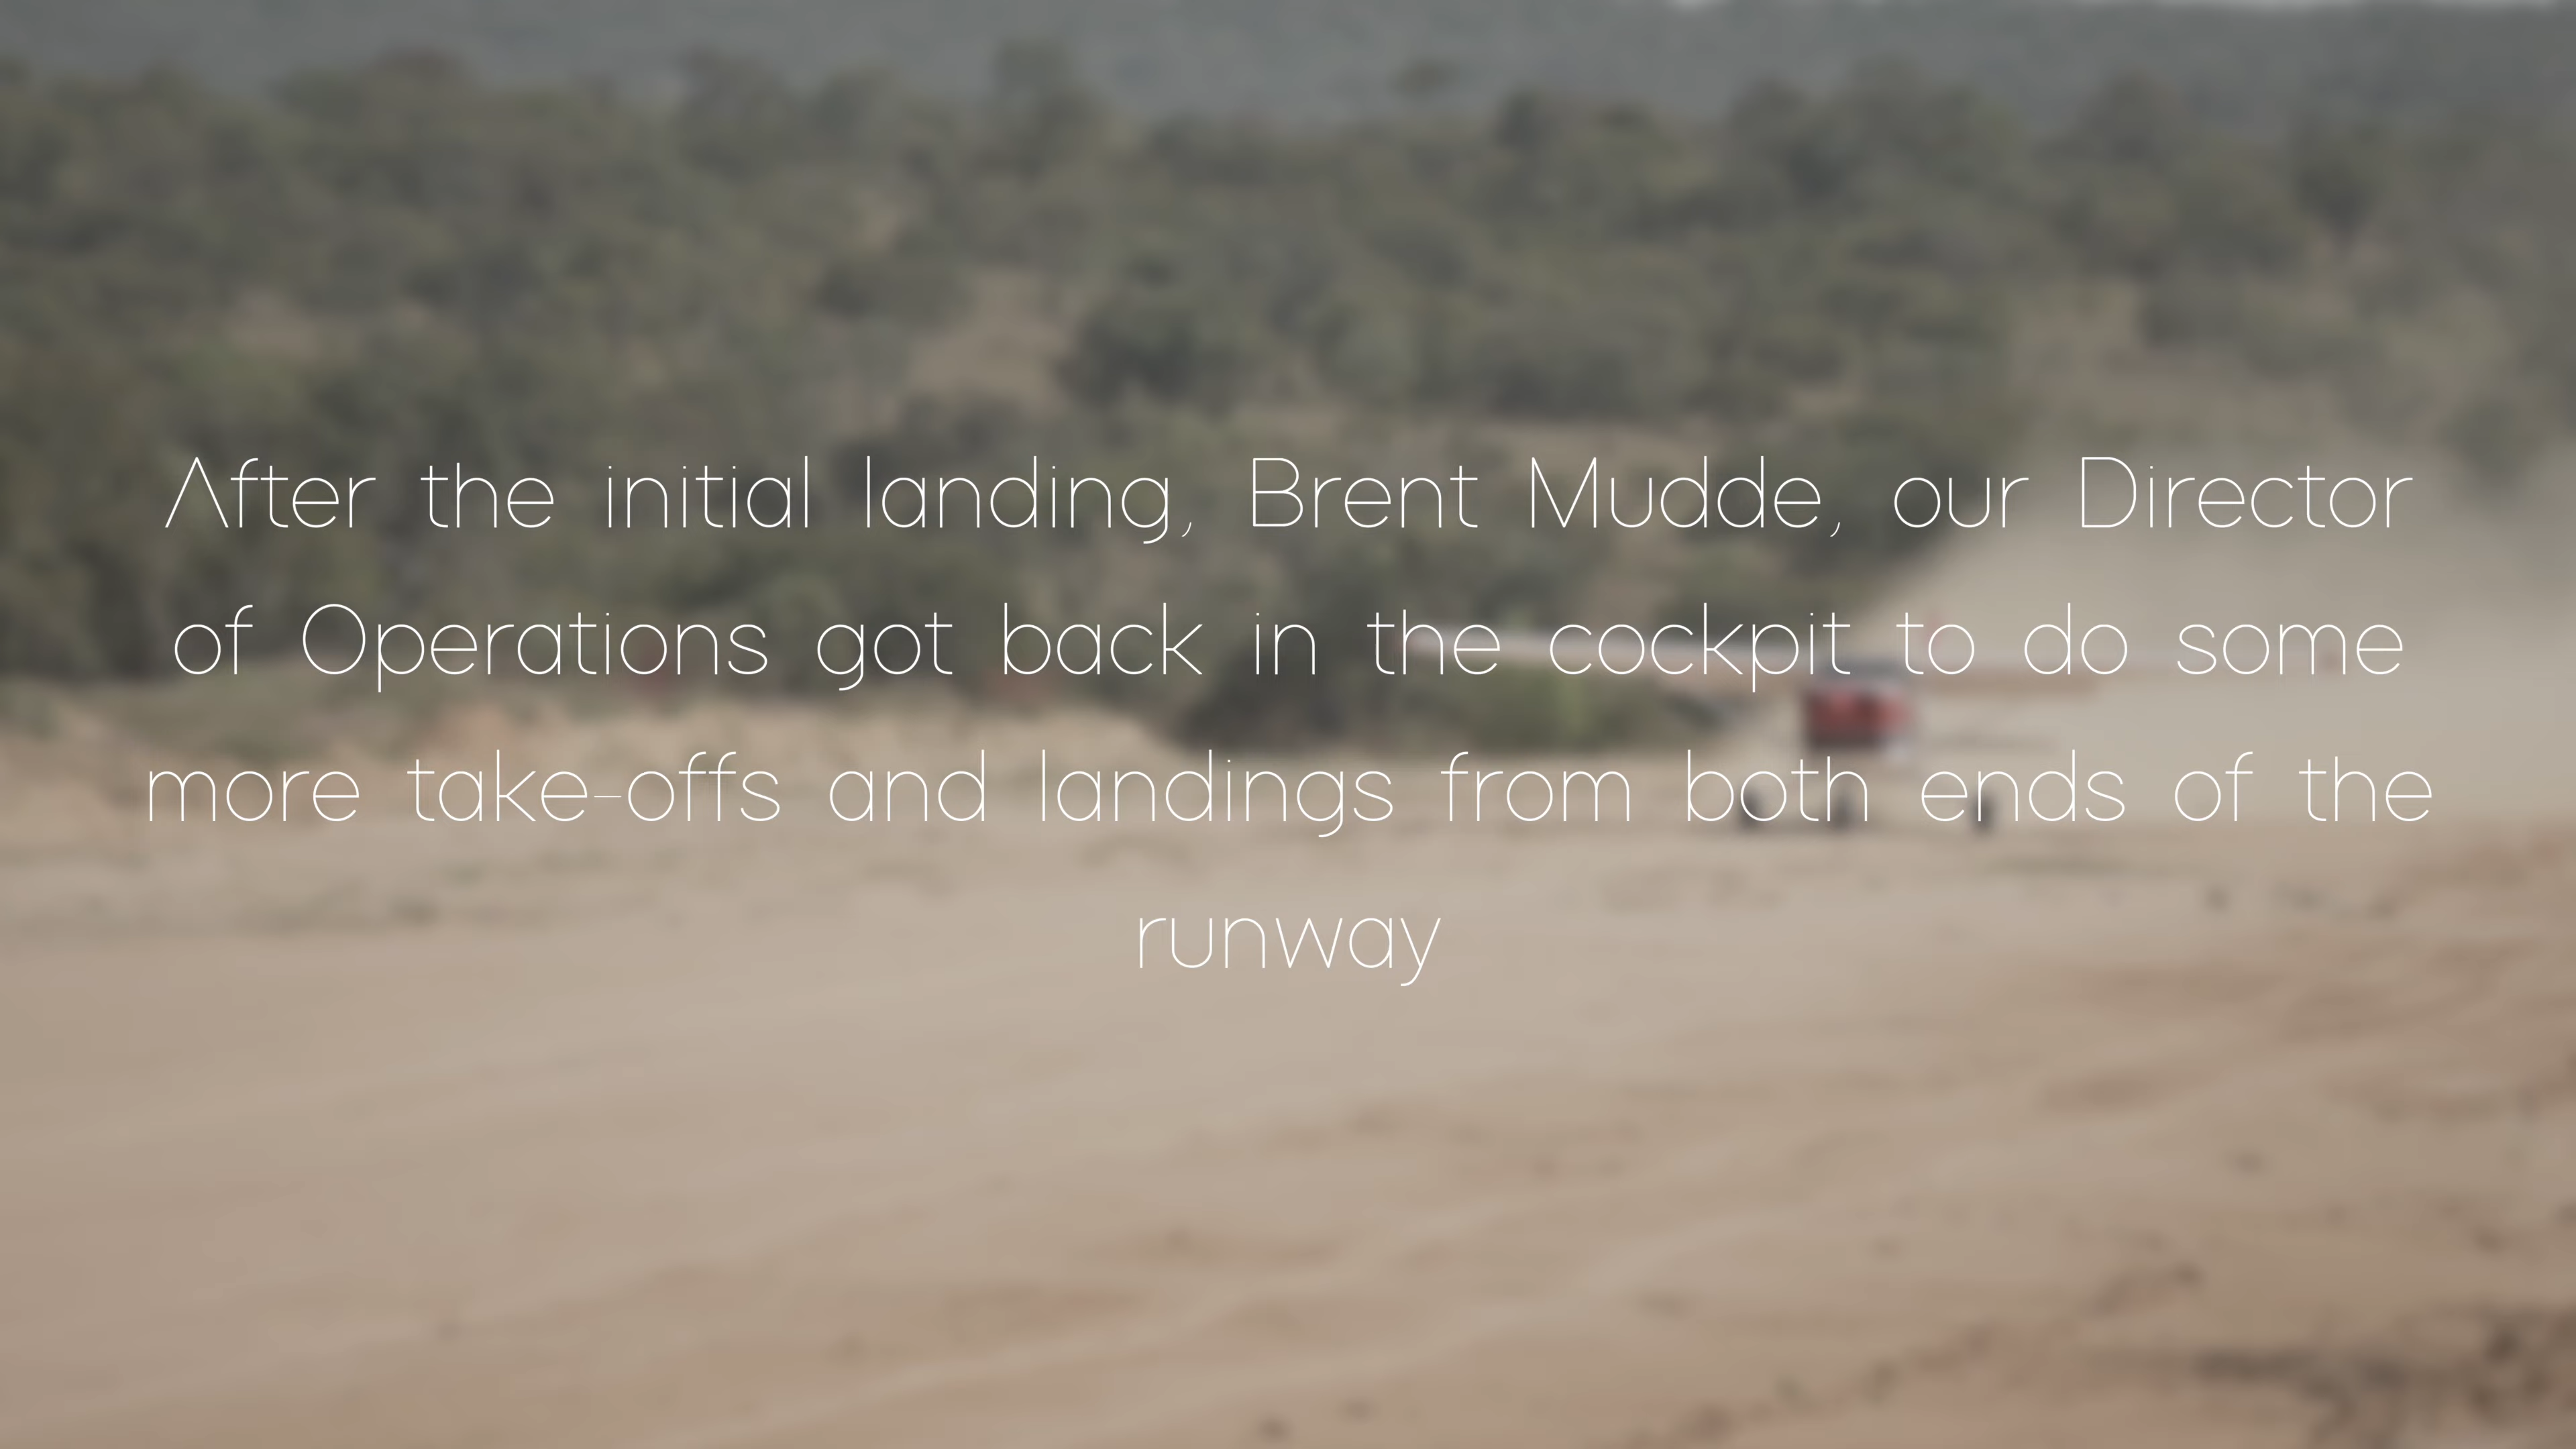 After the initial landing, Brent Mudde, our Director
of Operations got back in the cockpit to do some
more take-offs and landings from both ends of the
runway